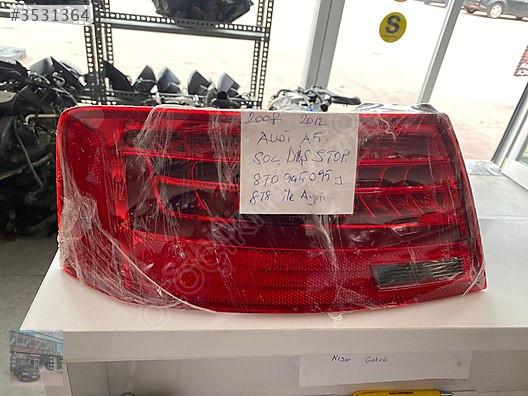 #3531364
S
2008 2012
AUDİ A5
SOL DIŞ STOP
8T0 945 095 J
8T8 ile Aynı